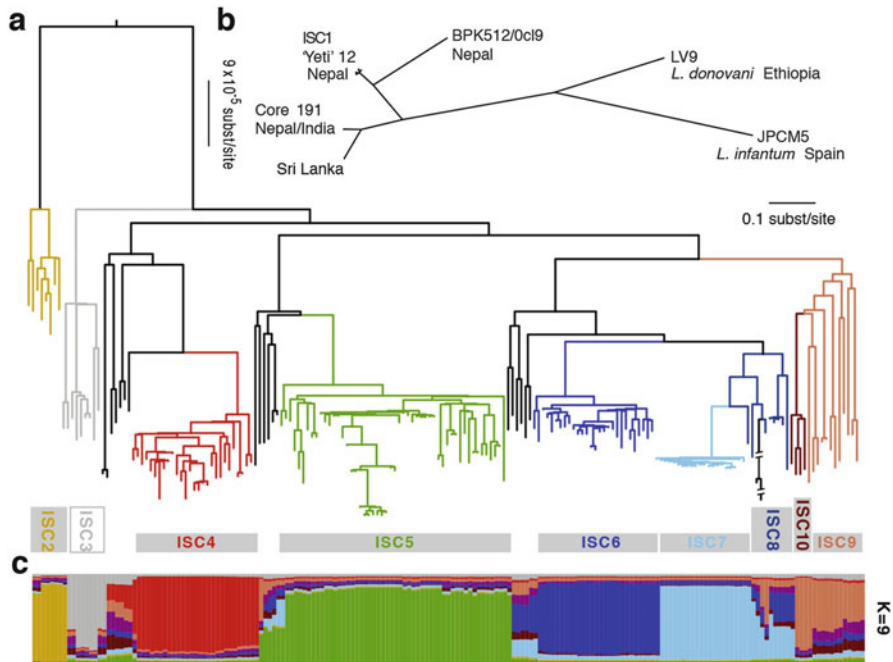 a
b
9 x10⁻⁵ subst/site
ISC1
'Yeti' 12
Nepal
BPK512/0cl9
Nepal
LV9
L. donovani Ethiopia
Core 191
Nepal/India
JPCM5
L. infantum Spain
Sri Lanka
0.1 subst/site
ISC2
ISC3
ISC4
ISC5
ISC6
ISC7
ISC8
ISC10
ISC9
c
K=9